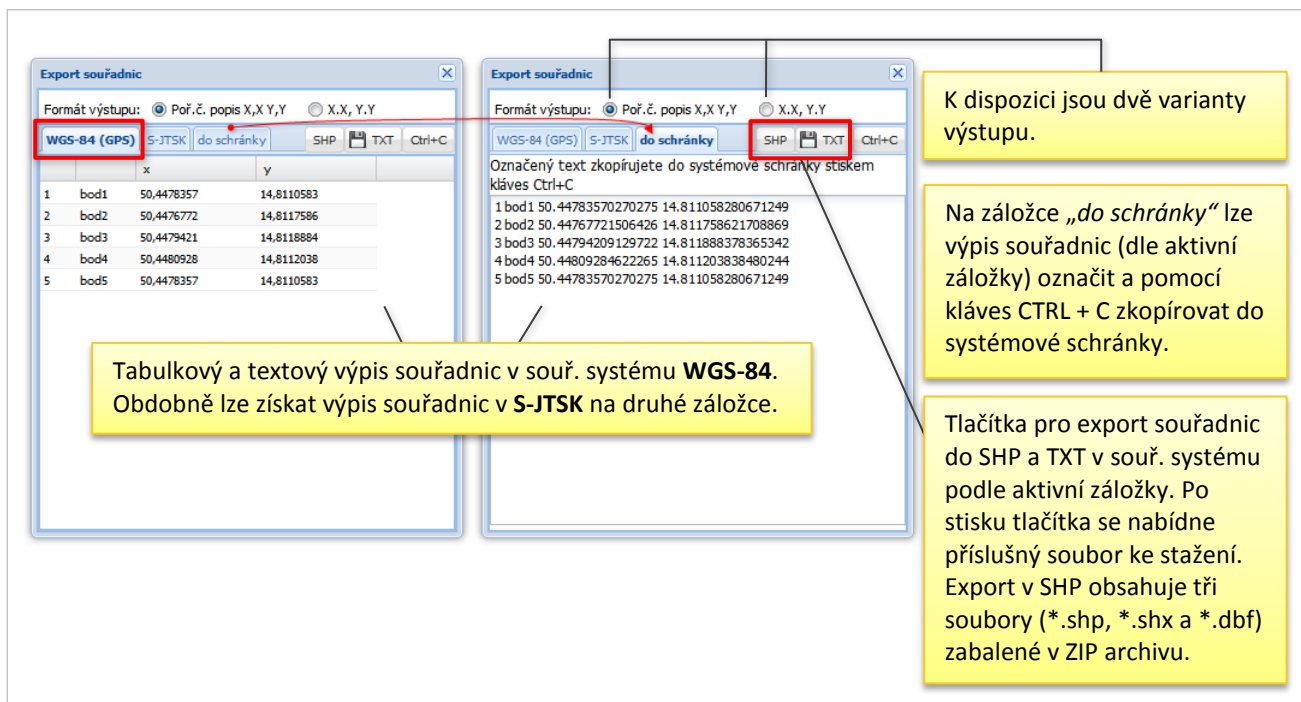 Export souřadnic
Formát výstupu: Poř.č. popis X,X Y,Y X.X, Y.Y
WGS-84 (GPS) S-JTSK do schránky SHP TXT Ctrl+C
x y
1 bod1 50,4478357 14,8110583
2 bod2 50,4476772 14,8117586
3 bod3 50,4479421 14,8118884
4 bod4 50,4480928 14,8112038
5 bod5 50,4478357 14,8110583
Export souřadnic
Formát výstupu: Poř.č. popis X,X Y,Y X.X, Y.Y
WGS-84 (GPS) S-JTSK do schránky SHP TXT Ctrl+C
Označený text zkopírujete do systémové schránky stiskem
kláves Ctrl+C
1 bod1 50.44783570270275 14.811058280671249
2 bod2 50.44767721506426 14.811758621708869
3 bod3 50.44794209129722 14.811888378365342
4 bod4 50.44809284622265 14.811203838480244
5 bod5 50.44783570270275 14.811058280671249
Tabulkový a textový výpis souřadnic v souř. systému WGS-84.
Obdobně lze získat výpis souřadnic v S-JTSK na druhé záložce.
K dispozici jsou dvě varianty
výstupu.
Na záložce „do schránky“ lze
výpis souřadnic (dle aktivní
záložky) označit a pomocí
kláves CTRL + C zkopírovat do
systémové schránky.
Tlačítka pro export souřadnic
do SHP a TXT v souř. systému
podle aktivní záložky. Po
stisku tlačítka se nabídne
příslušný soubor ke stažení.
Export v SHP obsahuje tři
soubory (*.shp, *.shx a *.dbf)
zabalené v ZIP archivu.